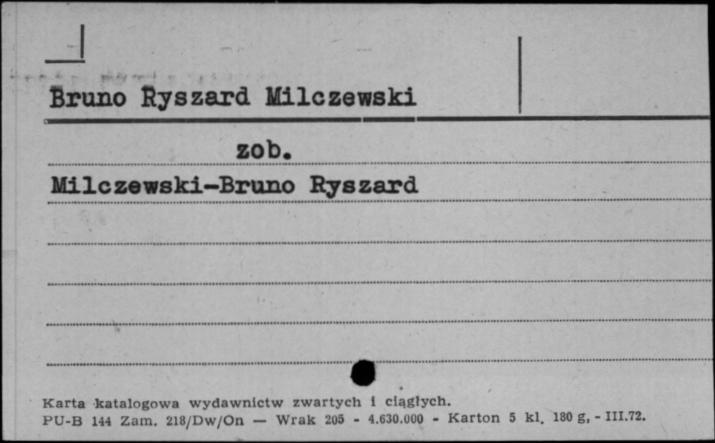 Bruno Ryszard Milczewski
zob.
Milczewski-Bruno Ryszard
Karta katalogowa wydawnictw zwartych i ciągłych.
PU-B 144 Zam. 218/Dw/On — Wrak 205 - 4.630.000 - Karton 5 kl. 180 g, - III.72.